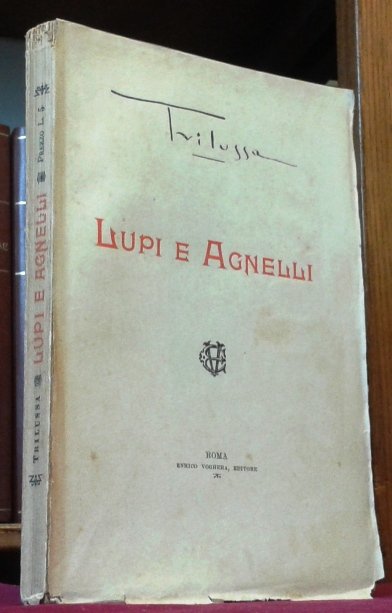 Trilussa
LUPI E AGNELLI
ROMA
ENRICO VOGHERA, EDITORE
TRILUSSA LUPI E AGNELLI PREZZO L. 5